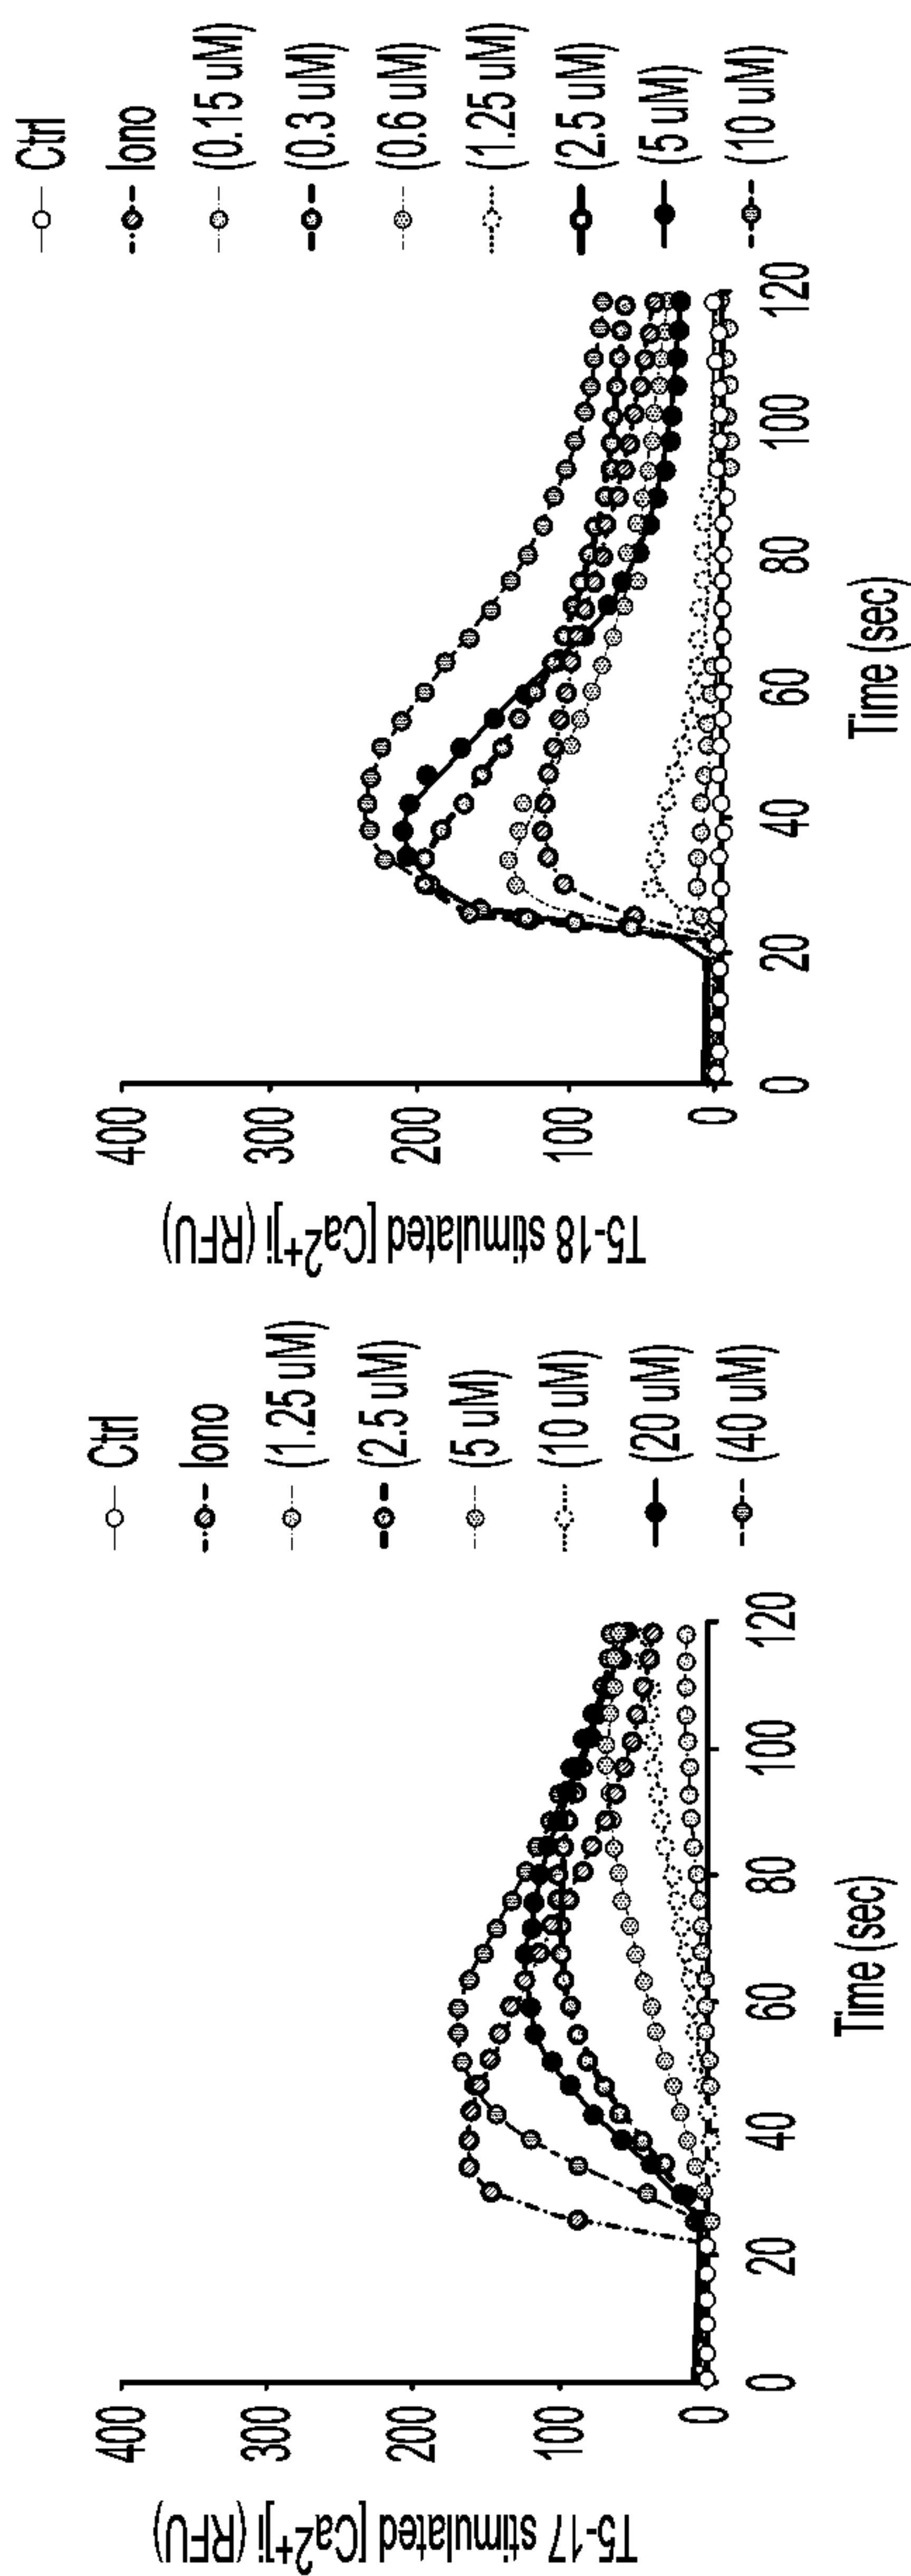 T5-17 stimulated [Ca2+]i (RFU)
400
300
200
100
0
0
20
40
60
80
100
120
Time (sec)
Ctrl
Iono
(1.25 uM)
(2.5 uM)
(5 uM)
(10 uM)
(20 uM)
(40 uM)
T5-18 stimulated [Ca2+]i (RFU)
400
300
200
100
0
0
20
40
60
80
100
120
Time (sec)
Ctrl
Iono
(0.15 uM)
(0.3 uM)
(0.6 uM)
(1.25 uM)
(2.5 uM)
(5 uM)
(10 uM)